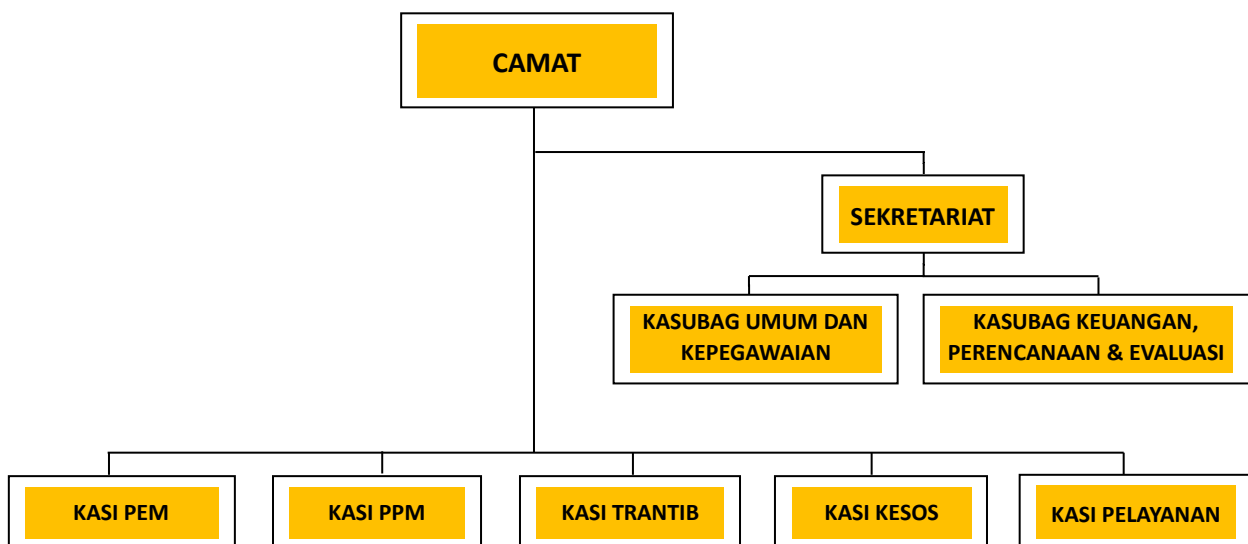 CAMAT
SEKRETARIAT
KASUBAG UMUM DAN
KEPEGAWAIAN
KASUBAG KEUANGAN,
PERENCANAAN & EVALUASI
KASI PEM
KASI PPM
KASI TRANTIB
KASI KESOS
KASI PELAYANAN